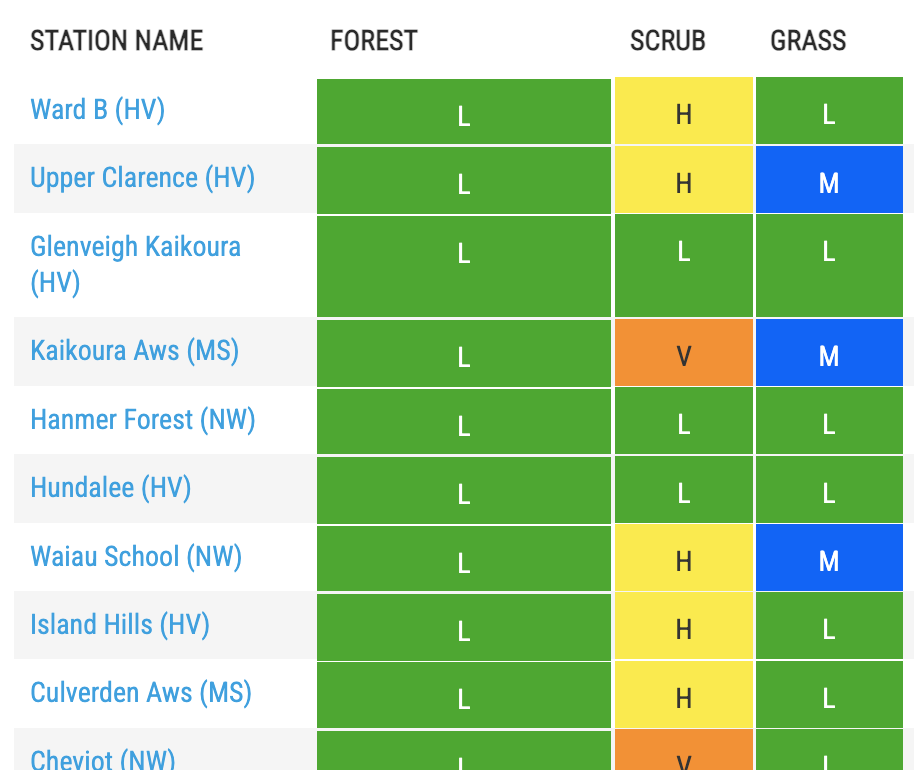 STATION NAME FOREST SCRUB GRASS
Ward B (HV) L H L
Upper Clarence (HV) L H M
Glenveigh Kaikoura L L L
(HV)
Kaikoura Aws (MS) L V M
Hanmer Forest (NW) L L L
Hundalee (HV) L L L
Waiau School (NW) L H M
Island Hills (HV) L H L
Culverden Aws (MS) L H L
Cheviot (NW) L V L